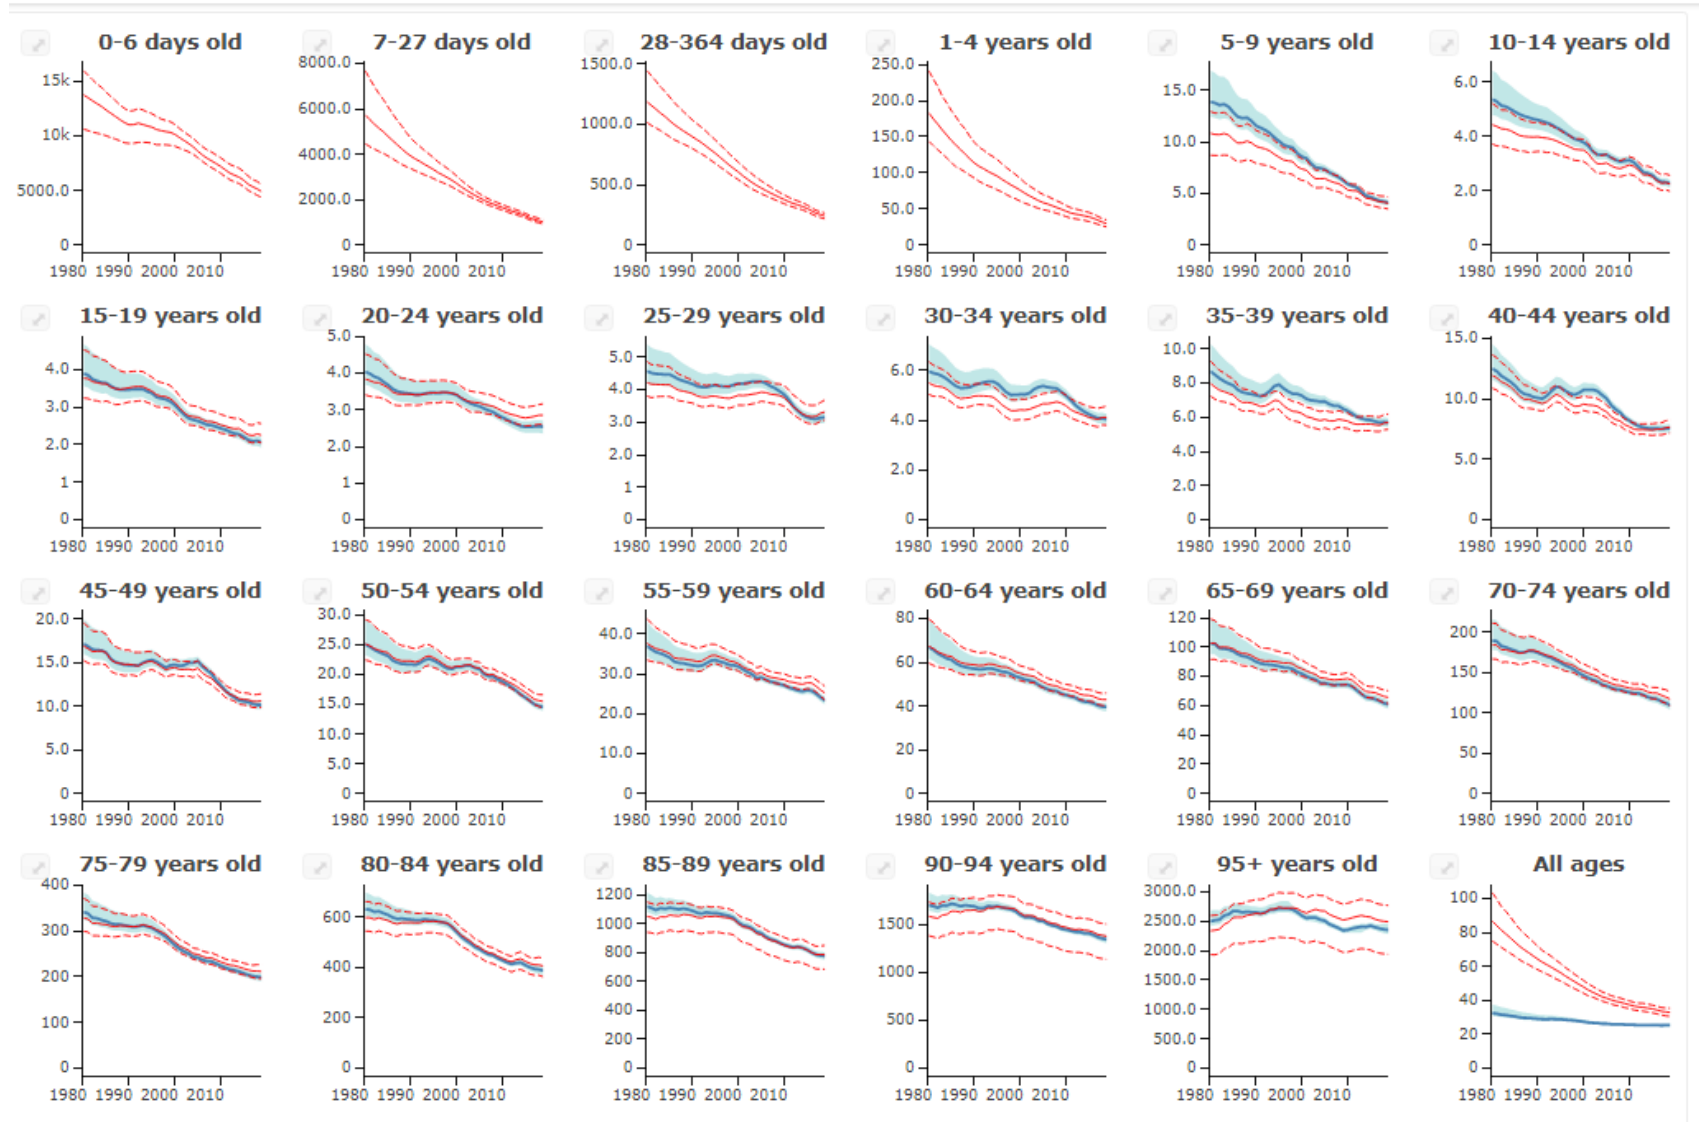 0-6 days old
15k
10k
5000.0
0
1980 1990 2000 2010
7-27 days old
8000.0
6000.0
4000.0
2000.0
0
1980 1990 2000 2010
28-364 days old
1500.0
1000.0
500.0
0
1980 1990 2000 2010
1-4 years old
250.0
200.0
150.0
100.0
50.0
0
1980 1990 2000 2010
5-9 years old
15.0
10.0
5.0
0
1980 1990 2000 2010
10-14 years old
6.0
4.0
2.0
0
1980 1990 2000 2010
15-19 years old
4.0
3.0
2.0
1
0
1980 1990 2000 2010
20-24 years old
5.0
4.0
3.0
2.0
1
0
1980 1990 2000 2010
25-29 years old
5.0
4.0
3.0
2.0
1
0
1980 1990 2000 2010
30-34 years old
6.0
4.0
2.0
0
1980 1990 2000 2010
35-39 years old
10.0
8.0
6.0
4.0
2.0
0
1980 1990 2000 2010
40-44 years old
15.0
10.0
5.0
0
1980 1990 2000 2010
45-49 years old
20.0
15.0
10.0
5.0
0
1980 1990 2000 2010
50-54 years old
30.0
25.0
20.0
15.0
10.0
5.0
0
1980 1990 2000 2010
55-59 years old
40.0
30.0
20.0
10.0
0
1980 1990 2000 2010
60-64 years old
80
60
40
20
0
1980 1990 2000 2010
65-69 years old
120
100
80
60
40
20
0
1980 1990 2000 2010
70-74 years old
200
150
100
50
0
1980 1990 2000 2010
75-79 years old
400
300
200
100
0
1980 1990 2000 2010
80-84 years old
600
400
200
0
1980 1990 2000 2010
85-89 years old
1200
1000
800
600
400
200
0
1980 1990 2000 2010
90-94 years old
1500
1000
500
0
1980 1990 2000 2010
95+ years old
3000.0
2500.0
2000.0
1500.0
1000.0
500.0
0
1980 1990 2000 2010
All ages
100
80
60
40
20
0
1980 1990 2000 2010